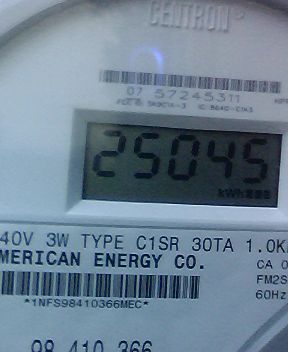 CENTRON®
07 57245311
25045
kWh
40V 3W TYPE C1SR 30TA 1.0K
MERICAN ENERGY CO.
CA 0
FM2S
60Hz
*1NFS98410366MEC*
98 410 366